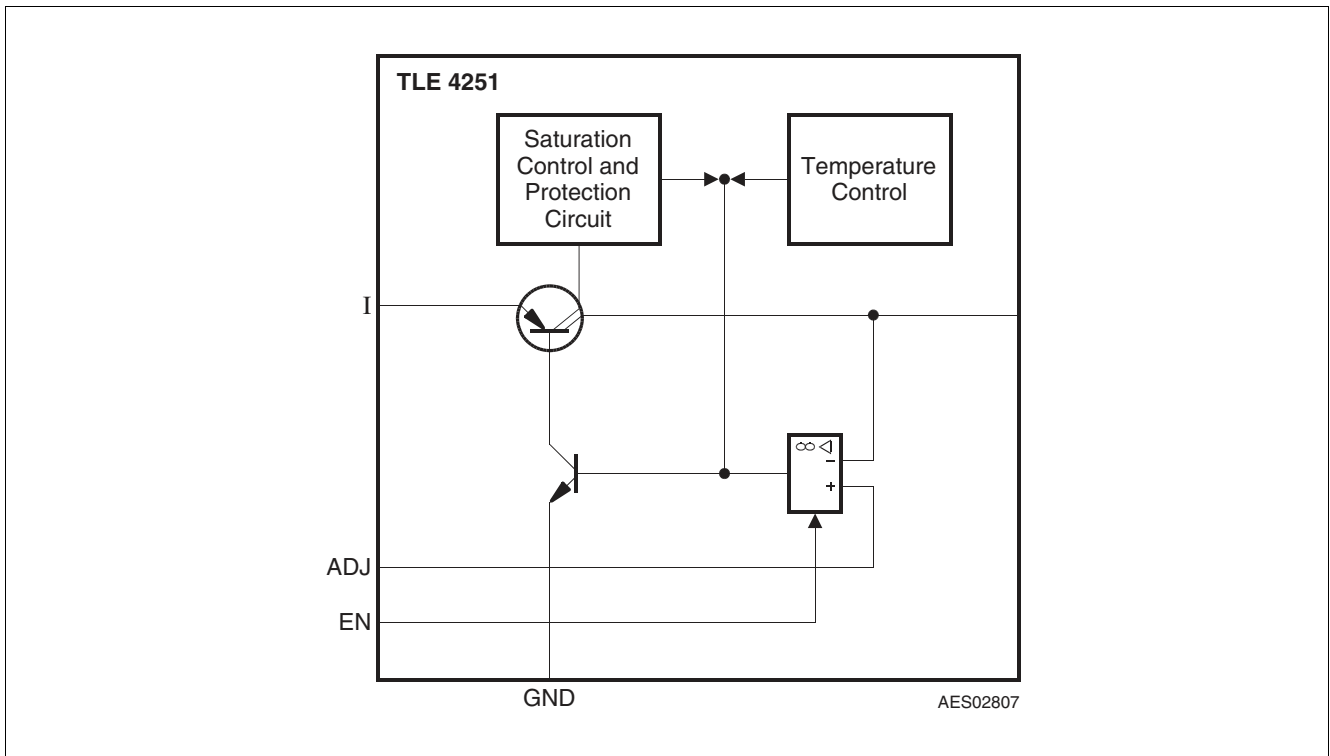 TLE 4251
Saturation
Control and
Protection
Circuit
Temperature
Control
I
∞ ◁
-
+
ADJ
EN
GND
AES02807